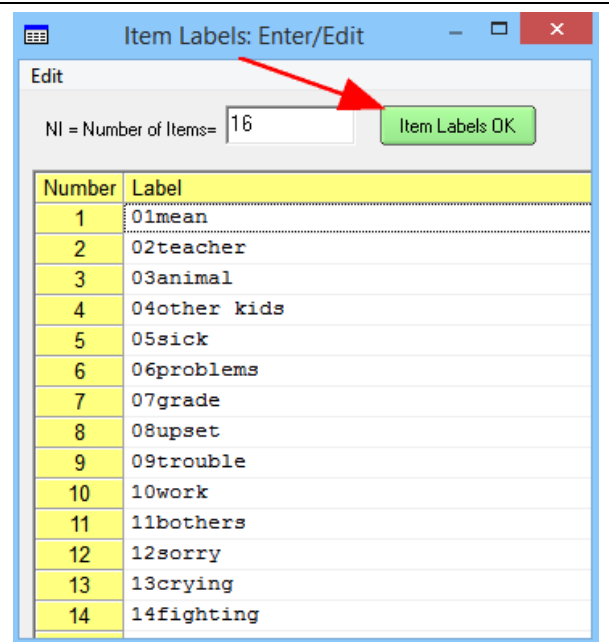 Item Labels: Enter/Edit
Edit
NI = Number of Items= 16 Item Labels OK
Number Label
1 01mean
2 02teacher
3 03animal
4 04other kids
5 05sick
6 06problems
7 07grade
8 08upset
9 09trouble
10 10work
11 11bothers
12 12sorry
13 13crying
14 14fighting